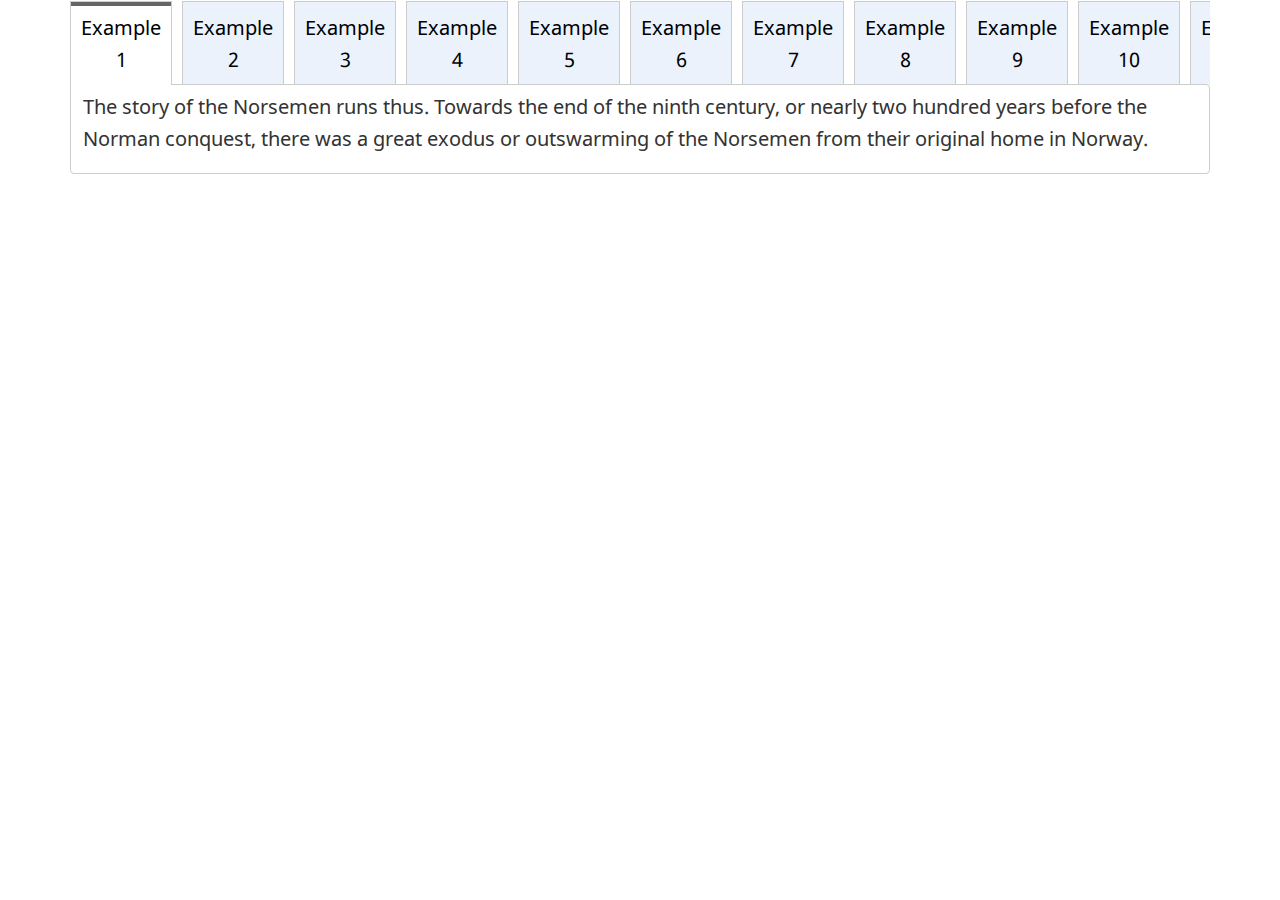 Example 1
Example 2
Example 3
Example 4
Example 5
Example 6
Example 7
Example 8
Example 9
Example 10
The story of the Norsemen runs thus. Towards the end of the ninth century, or nearly two hundred years before the
Norman conquest, there was a great exodus or outswarming of the Norsemen from their original home in Norway.